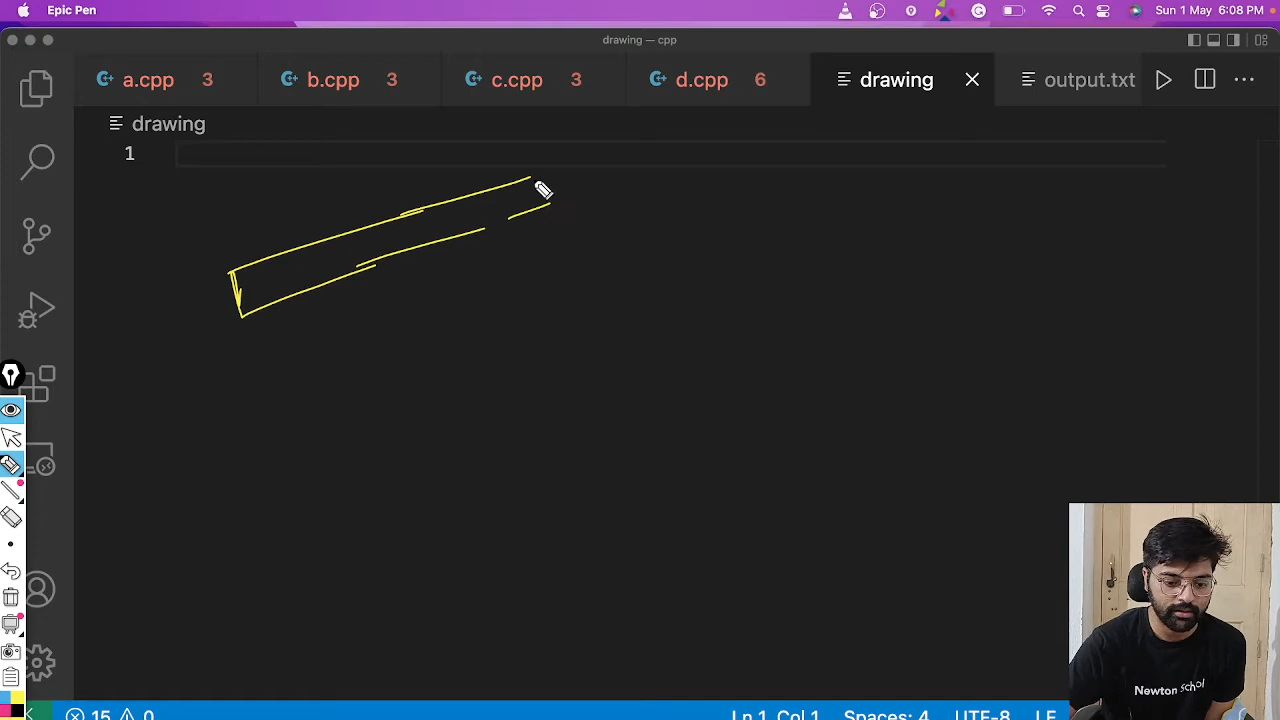 Epic Pen
Sun 1 May 6:08 PM
drawing — cpp
a.cpp 3
b.cpp 3
c.cpp 3
d.cpp 6
drawing
output.txt
drawing
1
Newton School
15 0
Ln 1, Col 1
Spaces: 4
UTF-8
LF